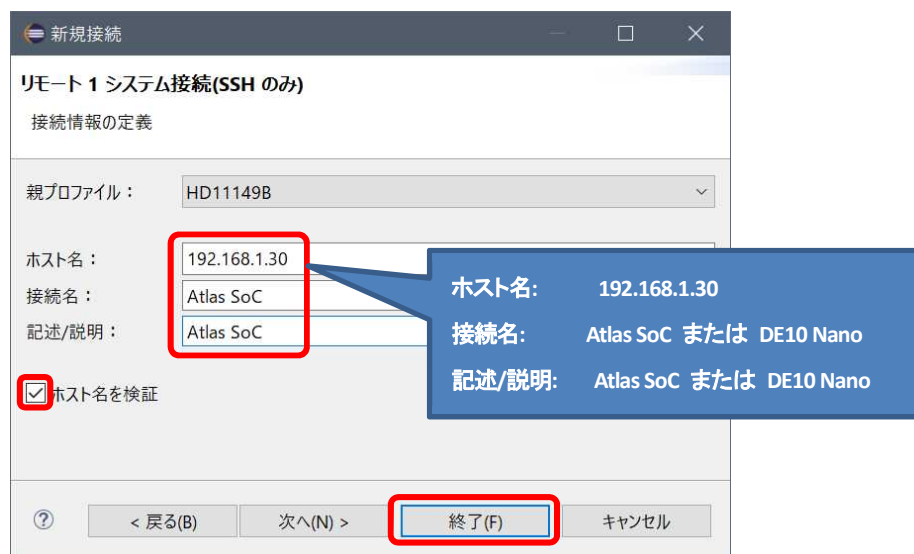 新規接続
リモート 1 システム接続(SSH のみ)
接続情報の定義
親プロファイル： HD11149B
ホスト名： 192.168.1.30
接続名： Atlas SoC
記述/説明： Atlas SoC
ホスト名: 192.168.1.30
接続名: Atlas SoC または DE10 Nano
記述/説明: Atlas SoC または DE10 Nano
ホスト名を検証
? < 戻る(B) 次へ(N) > 終了(F) キャンセル